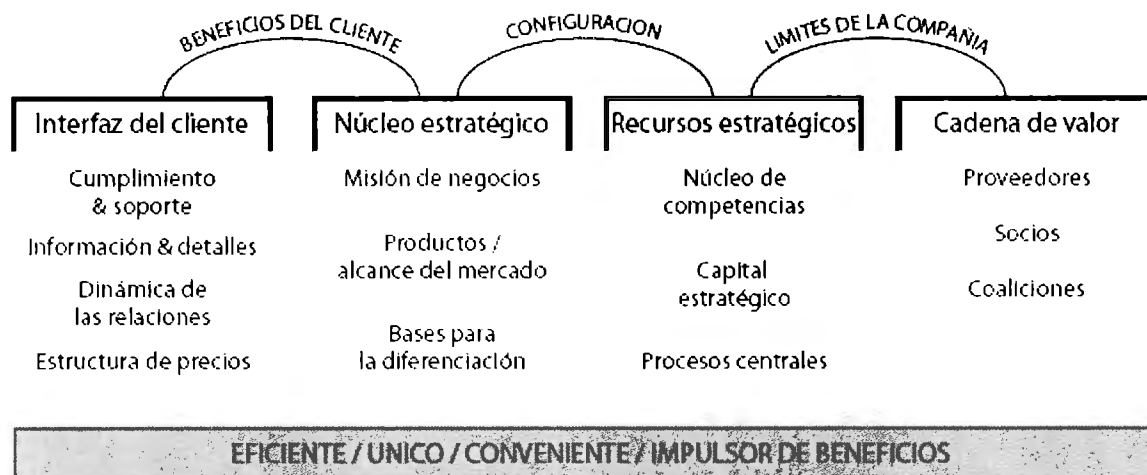 BENEFICIOS DEL CLIENTE
CONFIGURACION
LIMITES DE LA COMPAÑIA
Interfaz del cliente
Cumplimiento
& soporte
Información & detalles
Dinámica de
las relaciones
Estructura de precios
Núcleo estratégico
Misión de negocios
Productos /
alcance del mercado
Bases para
la diferenciación
Recursos estratégicos
Núcleo de
competencias
Capital
estratégico
Procesos centrales
Cadena de valor
Proveedores
Socios
Coaliciones
EFICIENTE / UNICO / CONVENIENTE / IMPULSOR DE BENEFICIOS